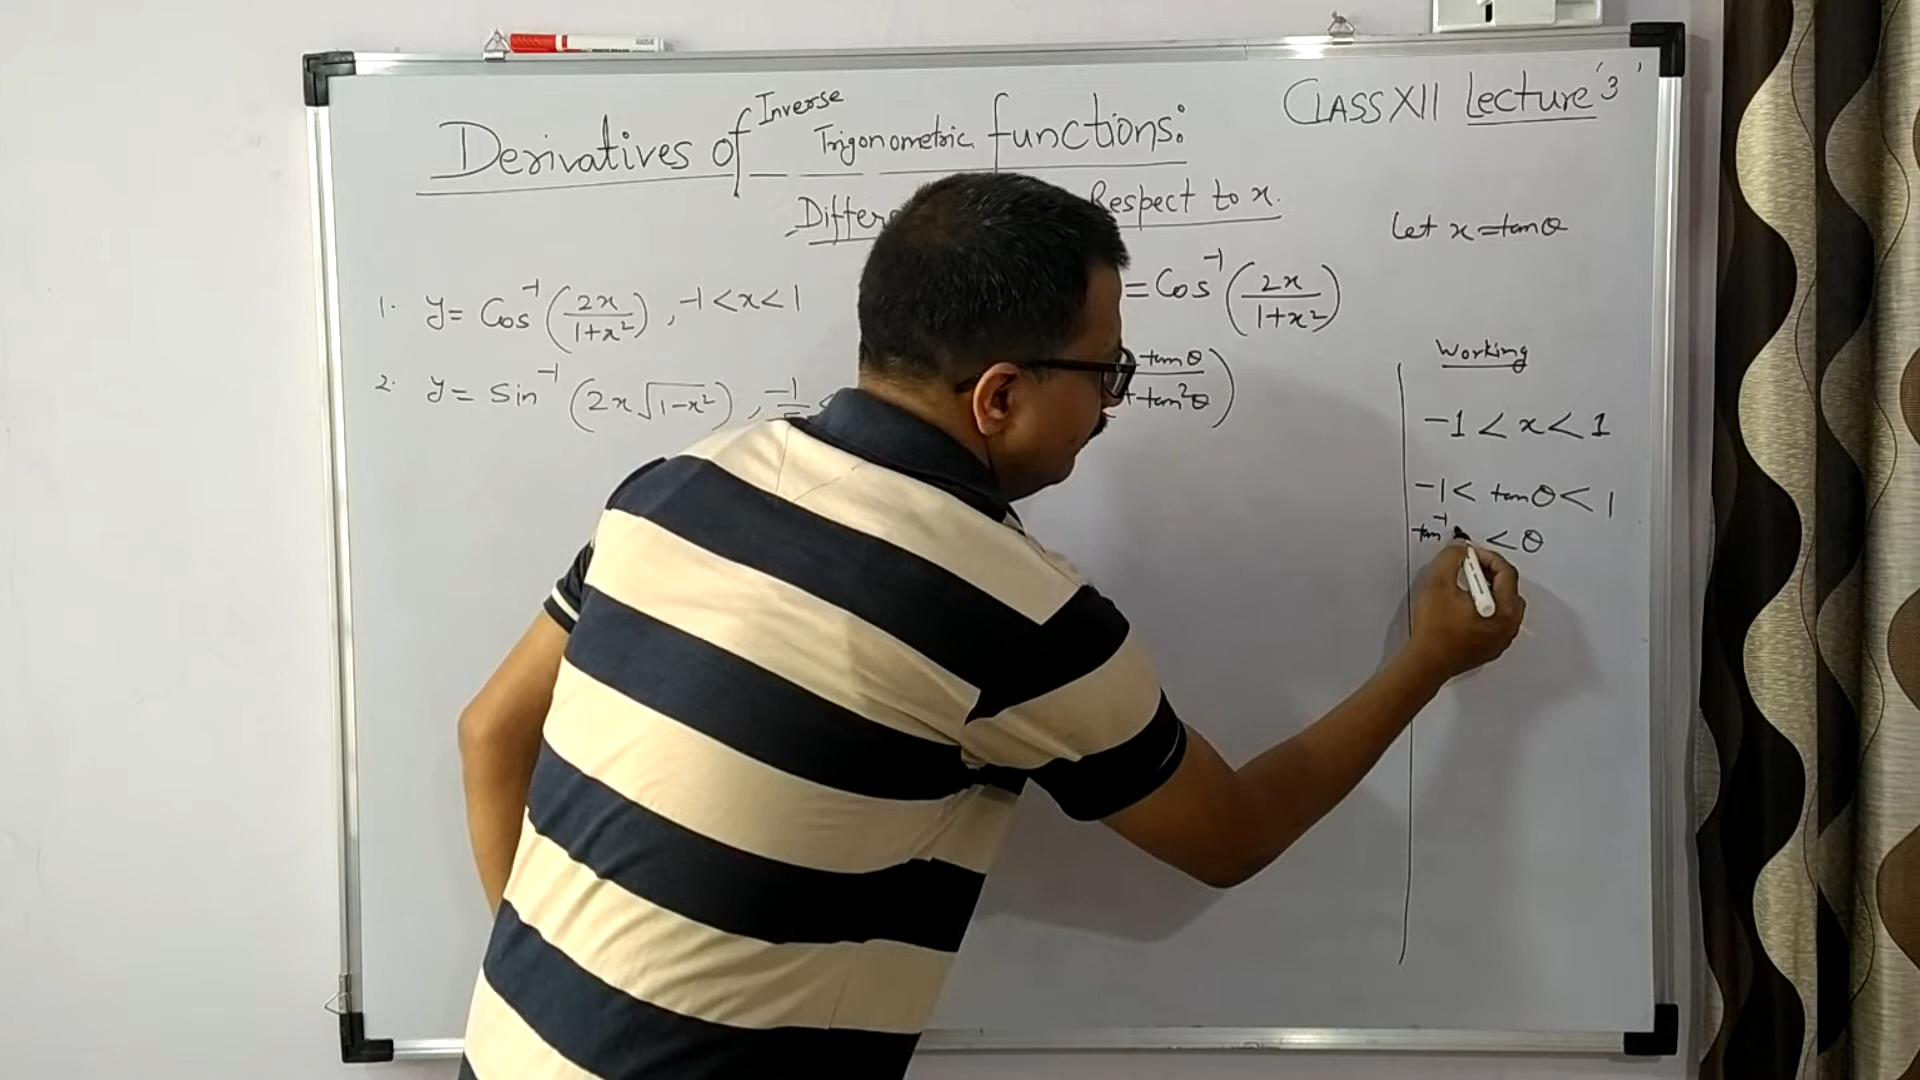 CLASS XII Lecture '3'
Derivatives of Inverse Trigonometric functions:
Respect to x.
Let x = tanθ
1. y = Cos⁻¹(2x/1+x²), -1<x<1
= Cos⁻¹(2x/1+x²)
2. y = Sin⁻¹(2x√1-x²), -1
tanθ
+tan²θ)
Working
-1 < x < 1
-1 < tanθ < 1
tan⁻¹ < θ